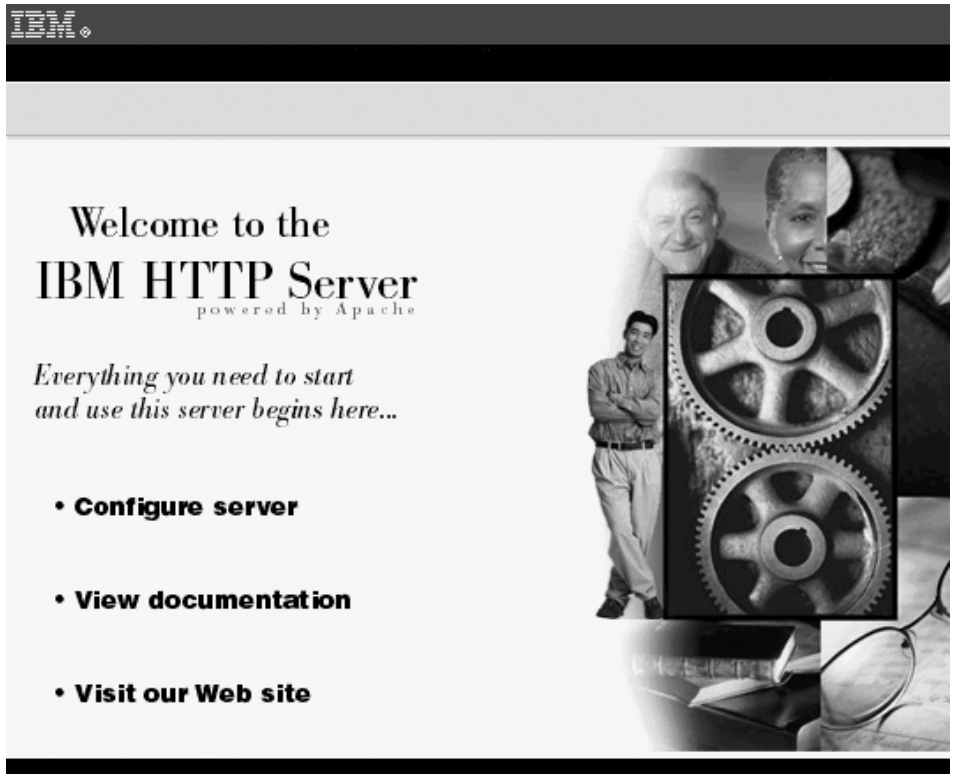 IBM®
Welcome to the
IBM HTTP Server
powered by Apache
Everything you need to start
and use this server begins here...
• Configure server
• View documentation
• Visit our Web site